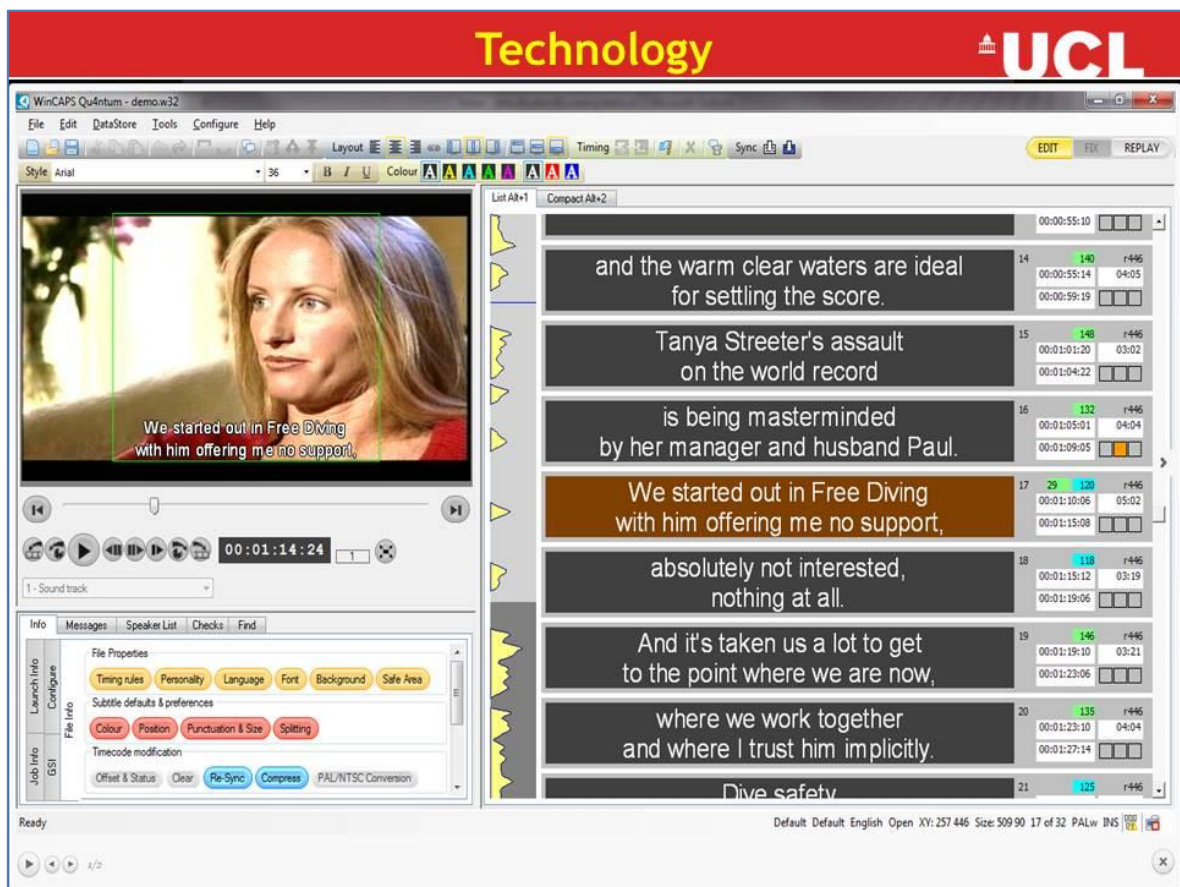 Technology
UCL
WinCAPS Qu4ntum - demo.w32
File Edit DataStore Tools Configure Help
Layout Timing Sync EDIT FIX REPLAY
Style Arial 36 B I U Colour A A A A A A A A
We started out in Free Diving
with him offering me no support,
00:01:14:24 1
1 - Sound track
Info Messages Speaker List Checks Find
Launch Info
Configure
Job Info
GSI
File Info
File Properties
Timing rules Personality Language Font Background Safe Area
Subtitle defaults & preferences
Colour Position Punctuation & Size Splitting
Timecode modification
Offset & Status Clear Re-Sync Compress PAL/NTSC Conversion
List Alt+1 Compact Alt+2
00:00:55:10
and the warm clear waters are ideal
for settling the score.
14 140 r446
00:00:55:14 04:05
00:00:59:19
Tanya Streeter's assault
on the world record
15 148 r446
00:01:01:20 03:02
00:01:04:22
is being masterminded
by her manager and husband Paul.
16 132 r446
00:01:05:01 04:04
00:01:09:05
We started out in Free Diving
with him offering me no support,
17 29 120 r446
00:01:10:06 05:02
00:01:15:08
absolutely not interested,
nothing at all.
18 118 r446
00:01:15:12 03:19
00:01:19:06
And it's taken us a lot to get
to the point where we are now,
19 146 r446
00:01:19:10 03:21
00:01:23:06
where we work together
and where I trust him implicitly.
20 135 r446
00:01:23:10 04:04
00:01:27:14
Dive safety
21 125 r446
Ready
Default Default English Open XY: 257 446 Size: 509 90 17 of 32 PALw INS
1/2